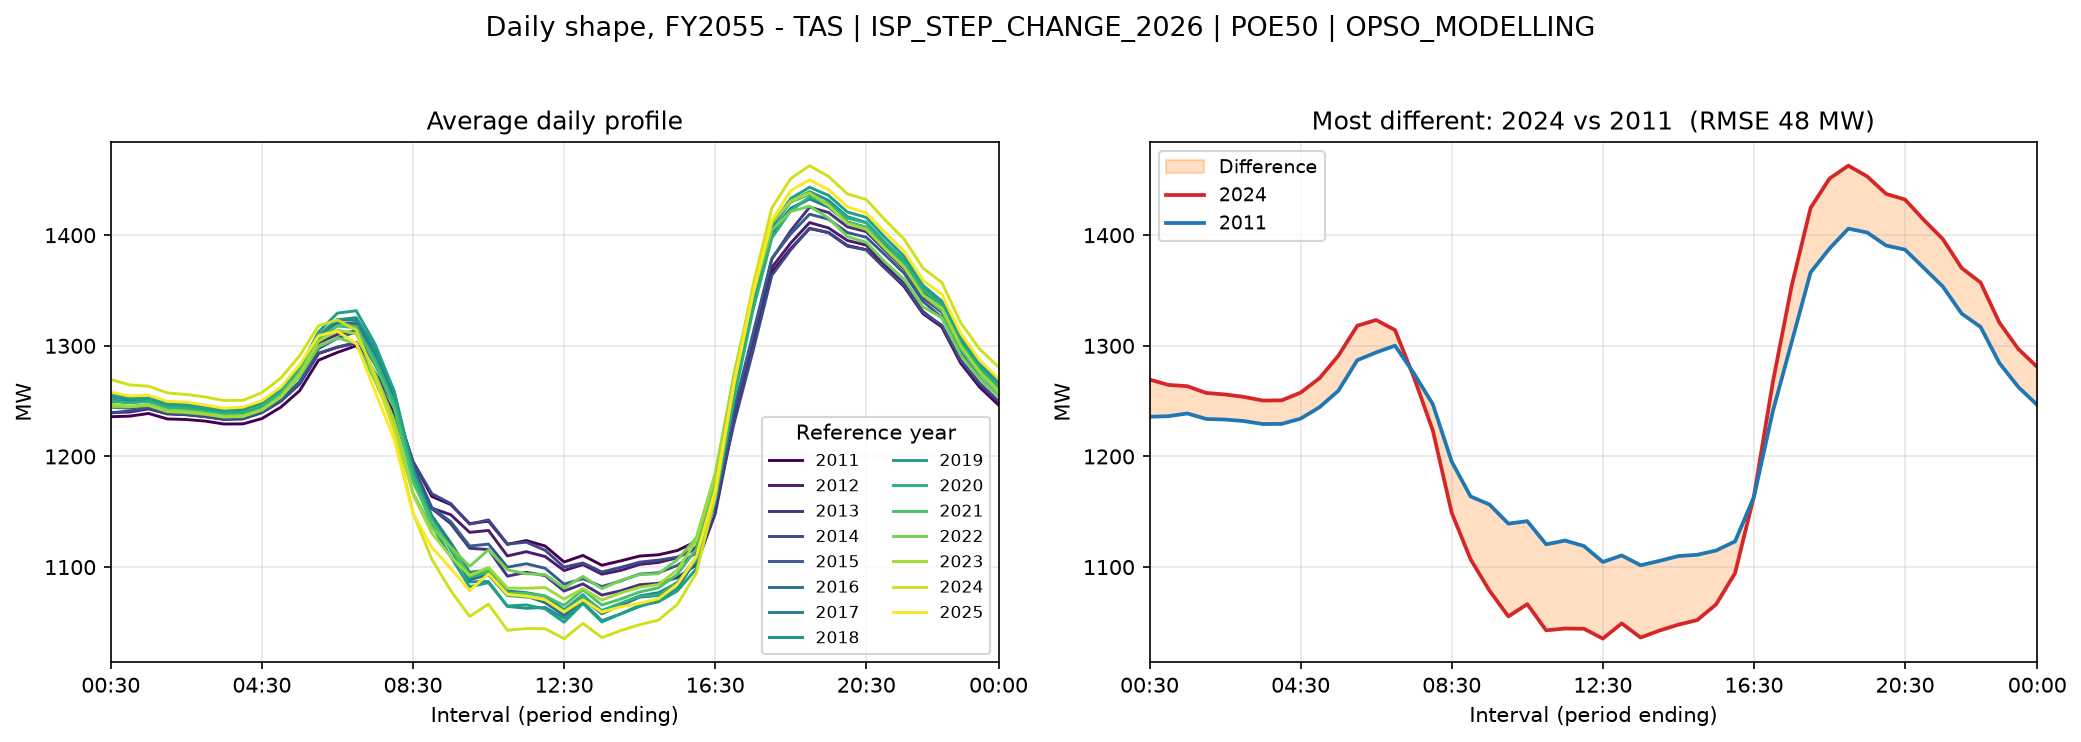 Daily shape, FY2055 - TAS | ISP_STEP_CHANGE_2026 | POE50 | OPSO_MODELLING
Average daily profile
MW
1400
1300
1200
1100
00:30 04:30 08:30 12:30 16:30 20:30 00:00
Interval (period ending)
Reference year
2011 2019
2012 2020
2013 2021
2014 2022
2015 2023
2016 2024
2017 2025
2018
Most different: 2024 vs 2011 (RMSE 48 MW)
Difference
2024
2011
MW
1400
1300
1200
1100
00:30 04:30 08:30 12:30 16:30 20:30 00:00
Interval (period ending)